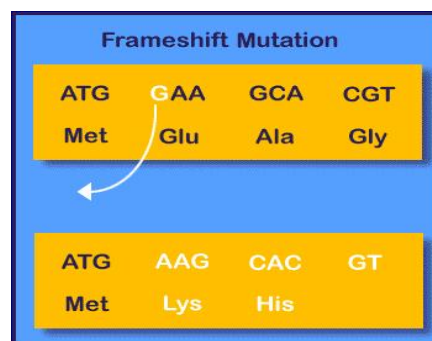 Frameshift Mutation
ATG GAA GCA CGT
Met Glu Ala Gly
ATG AAG CAC GT
Met Lys His